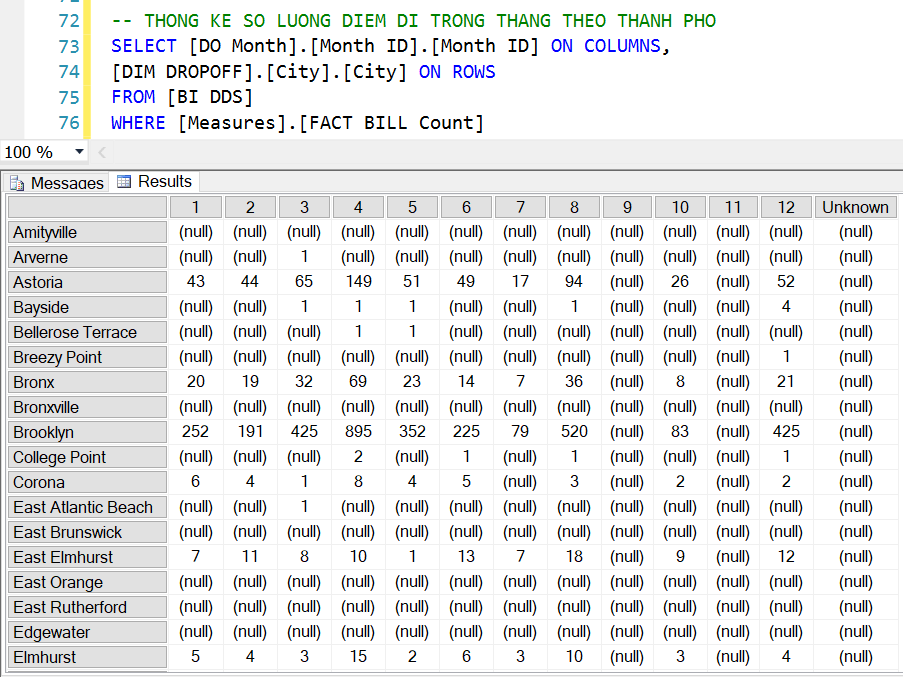 72 -- THONG KE SO LUONG DIEM DI TRONG THANG THEO THANH PHO
73 SELECT [DO Month].[Month ID].[Month ID] ON COLUMNS,
74 [DIM DROPOFF].[City].[City] ON ROWS
75 FROM [BI DDS]
76 WHERE [Measures].[FACT BILL Count]
100 %
Messages Results
1 2 3 4 5 6 7 8 9 10 11 12 Unknown
Amityville (null) (null) (null) (null) (null) (null) (null) (null) (null) (null) (null) (null) (null)
Arverne (null) (null) 1 (null) (null) (null) (null) (null) (null) (null) (null) (null) (null)
Astoria 43 44 65 149 51 49 17 94 (null) 26 (null) 52 (null)
Bayside (null) (null) 1 1 1 (null) (null) 1 (null) (null) (null) 4 (null)
Bellerose Terrace (null) (null) (null) 1 1 (null) (null) (null) (null) (null) (null) (null) (null)
Breezy Point (null) (null) (null) (null) (null) (null) (null) (null) (null) (null) (null) 1 (null)
Bronx 20 19 32 69 23 14 7 36 (null) 8 (null) 21 (null)
Bronxville (null) (null) (null) (null) (null) (null) (null) (null) (null) (null) (null) (null) (null)
Brooklyn 252 191 425 895 352 225 79 520 (null) 83 (null) 425 (null)
College Point (null) (null) (null) 2 (null) 1 (null) 1 (null) (null) (null) 1 (null)
Corona 6 4 1 8 4 5 (null) 3 (null) 2 (null) 2 (null)
East Atlantic Beach (null) (null) 1 (null) (null) (null) (null) (null) (null) (null) (null) (null) (null)
East Brunswick (null) (null) (null) (null) (null) (null) (null) (null) (null) (null) (null) (null) (null)
East Elmhurst 7 11 8 10 1 13 7 18 (null) 9 (null) 12 (null)
East Orange (null) (null) (null) (null) (null) (null) (null) (null) (null) (null) (null) (null) (null)
East Rutherford (null) (null) (null) (null) (null) (null) (null) (null) (null) (null) (null) (null) (null)
Edgewater (null) (null) (null) (null) (null) (null) (null) (null) (null) (null) (null) (null) (null)
Elmhurst 5 4 3 15 2 6 3 10 (null) 3 (null) 4 (null)